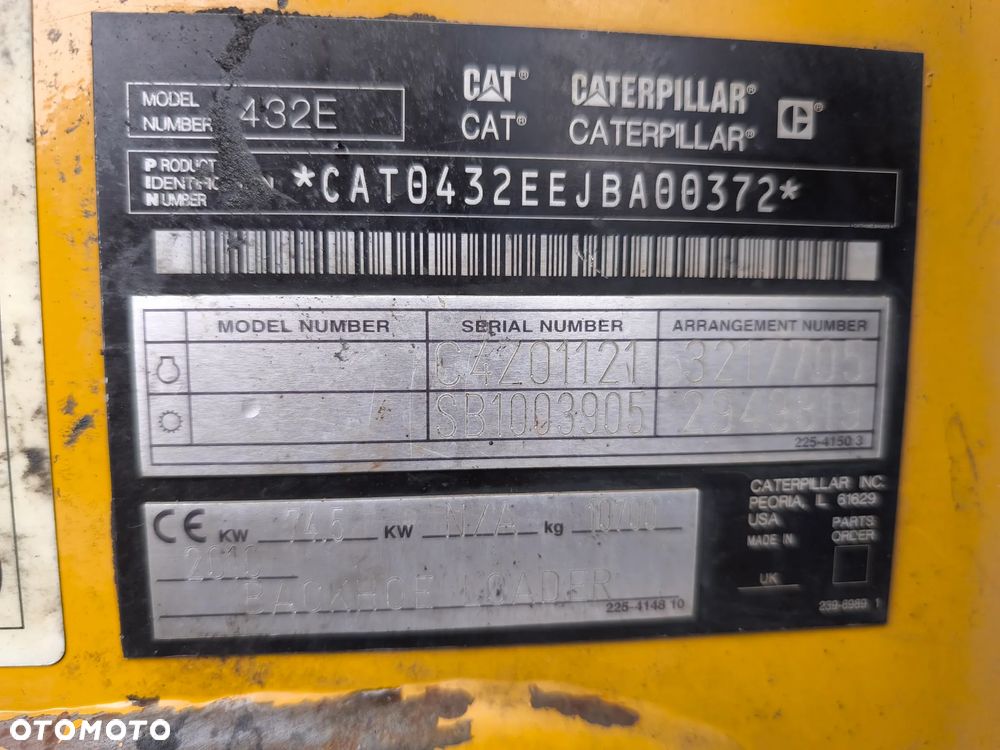 CAT® CATERPILLAR®
CAT® CATERPILLAR®
MODEL NUMBER 432E
PRODUCT IDENTIFICATION NUMBER *CAT0432EEJBA00372*
MODEL NUMBER SERIAL NUMBER ARRANGEMENT NUMBER
C4Z01121 3217705
SB1003905
225-4150 3
CE KW 74.5 KW N/A kg 10700
2010
BACKHOE LOADER
225-4148 10
CATERPILLAR INC.
PEORIA, IL 61629
USA PARTS
MADE IN ORDER
UK
239-8989 1
OTOMOTO